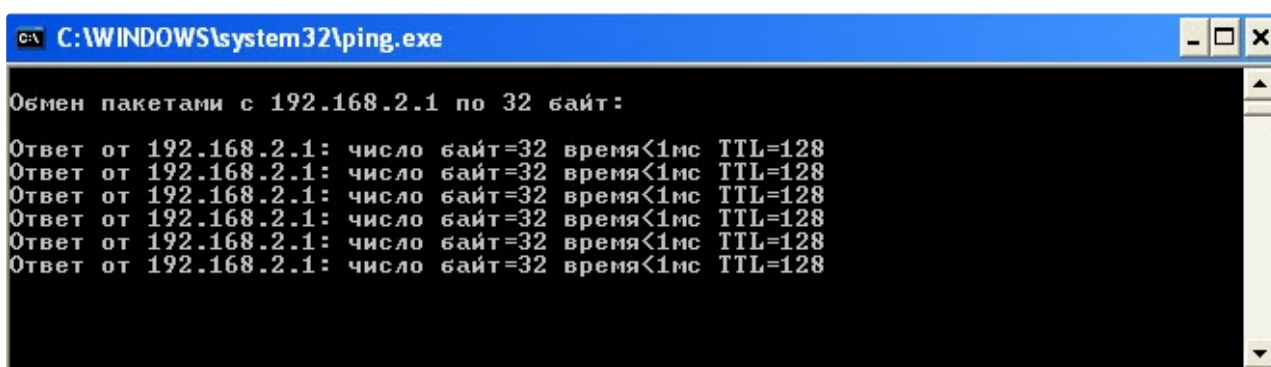 C:\WINDOWS\system32\ping.exe
Обмен пакетами с 192.168.2.1 по 32 байт:
Ответ от 192.168.2.1: число байт=32 время<1мс TTL=128
Ответ от 192.168.2.1: число байт=32 время<1мс TTL=128
Ответ от 192.168.2.1: число байт=32 время<1мс TTL=128
Ответ от 192.168.2.1: число байт=32 время<1мс TTL=128
Ответ от 192.168.2.1: число байт=32 время<1мс TTL=128
Ответ от 192.168.2.1: число байт=32 время<1мс TTL=128